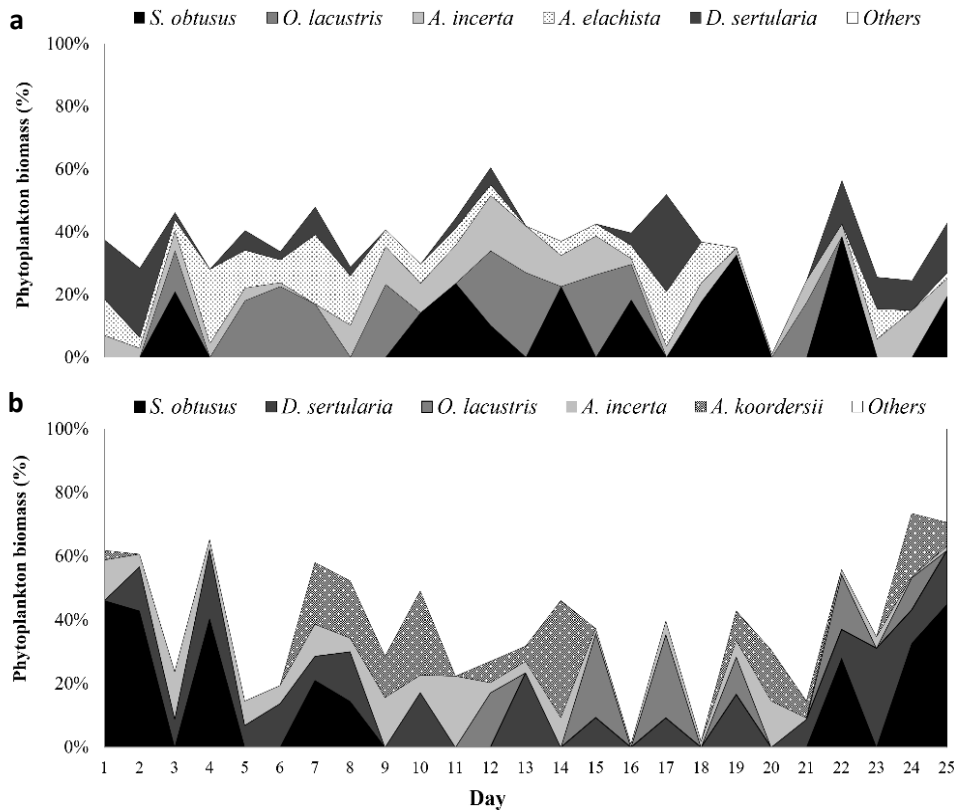 a
S. obtusus O. lacustris A. incerta A. elachista D. sertularia Others
100%
80%
60%
40%
20%
0%
Phytoplankton biomass (%)
b
S. obtusus D. sertularia O. lacustris A. incerta A. koordersii Others
100%
80%
60%
40%
20%
0%
Phytoplankton biomass (%)
1 2 3 4 5 6 7 8 9 10 11 12 13 14 15 16 17 18 19 20 21 22 23 24 25
Day